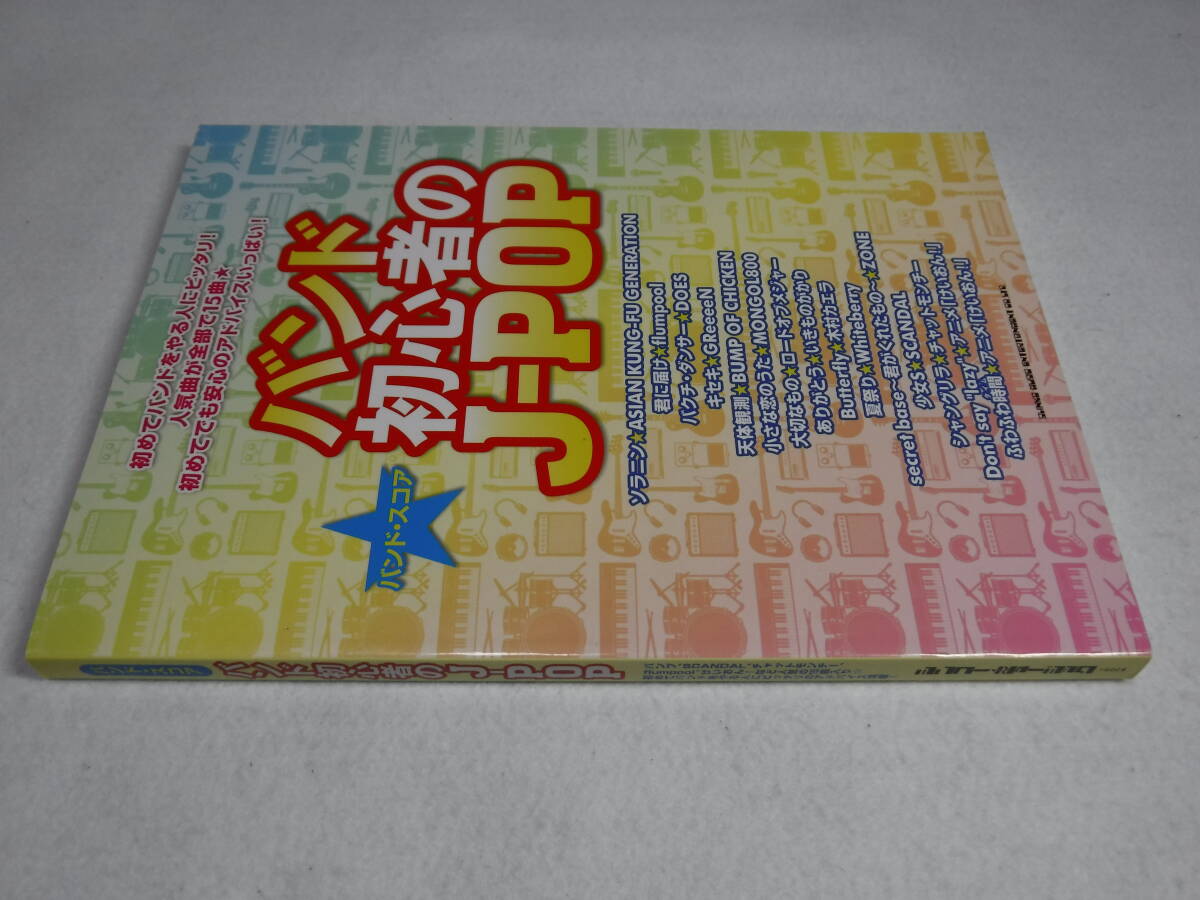 初めてバンドをやる人にピッタリ!
人気曲が全部で15曲★
初めてでも安心のアドバイスいっぱい!
バンド・スコア
バンド
初心者の
J-POP
ソラニン★ASIAN KUNG-FU GENERATION
君に届け★flumpool
バクチ・ダンサー★DOES
キセキ★GReeeeN
天体観測★BUMP OF CHICKEN
小さな恋のうた★MONGOL800
大切なもの★ロードオブメジャー
ありがとう★いきものがかり
Butterfly★木村カエラ
夏祭り★Whiteberry
secret base~君がくれたもの~★ZONE
少女S★SCANDAL
シャングリラ★チャットモンチー
Don't say "lazy"★アニメ「けいおん!」
ふわふわ時間★アニメ「けいおん!」
SHINKO MUSIC ENTERTAINMENT CO.,LTD.
バンド・スコア
バンド初心者のJ-POP